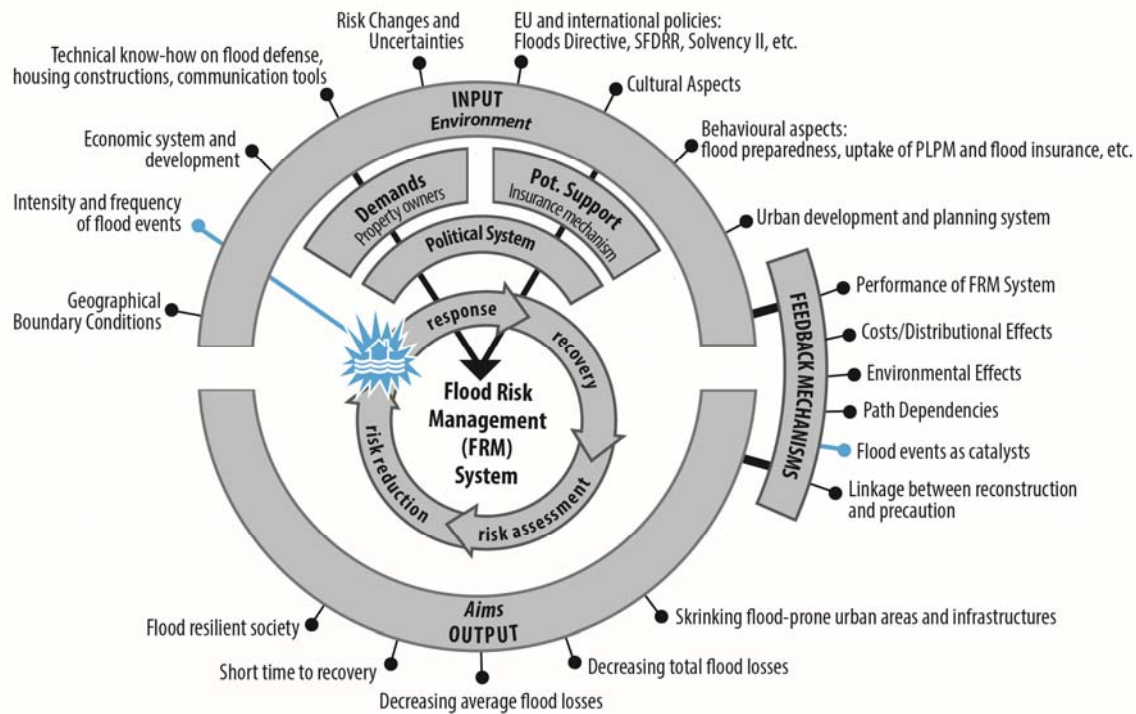 Risk Changes and
Uncertainties
EU and international policies:
Floods Directive, SFDRR, Solvency II, etc.
Technical know-how on flood defense,
housing constructions, communication tools
Cultural Aspects
Economic system and
development
Behavioural aspects:
flood preparedness, uptake of PLPM and flood insurance, etc.
Intensity and frequency
of flood events
Urban development and planning system
Geographical
Boundary Conditions
INPUT
Environment
Demands
Property owners
Pot. Support
Insurance mechanism
Political System
response
recovery
risk assessment
risk reduction
Flood Risk
Management
(FRM)
System
FEEDBACK MECHANISMS
Performance of FRM System
Costs/Distributional Effects
Environmental Effects
Path Dependencies
Flood events as catalysts
Linkage between reconstruction
and precaution
Aims
OUTPUT
Flood resilient society
Short time to recovery
Decreasing average flood losses
Decreasing total flood losses
Skrinking flood-prone urban areas and infrastructures